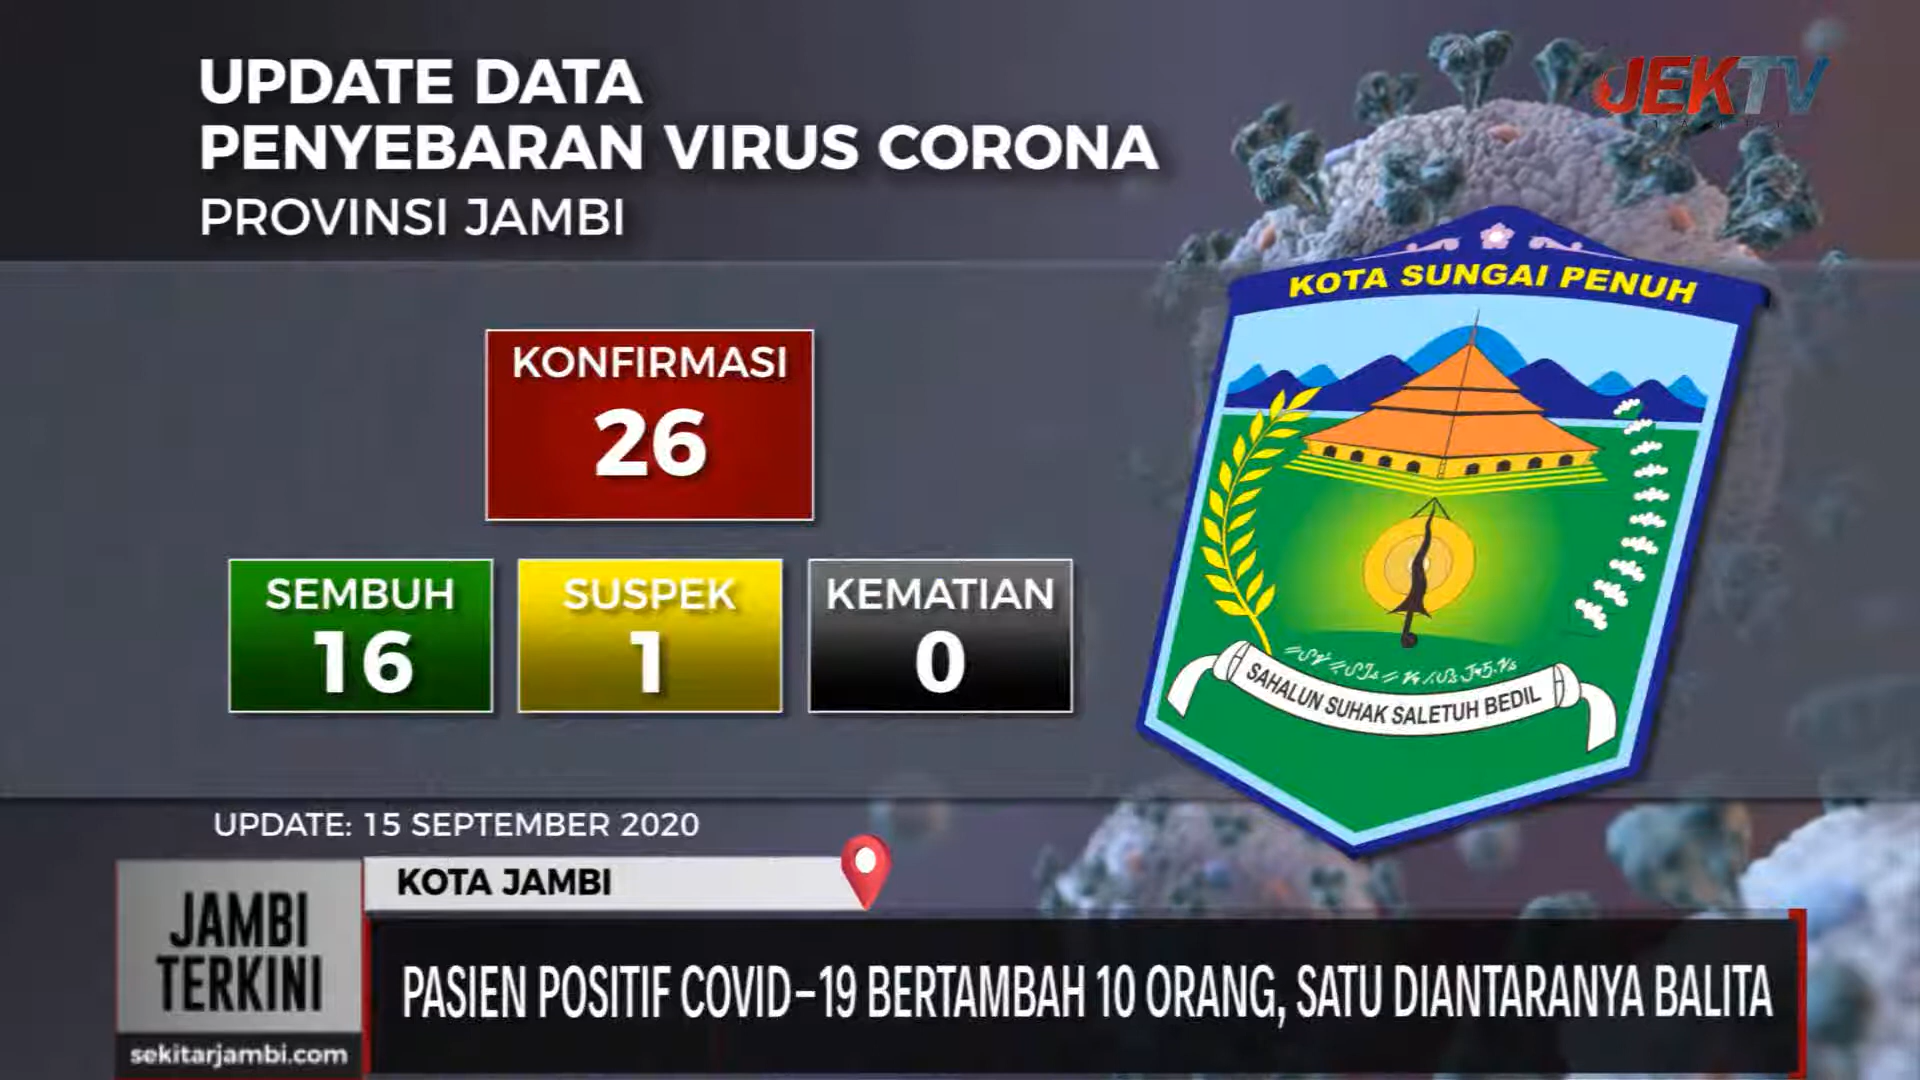 UPDATE DATA
PENYEBARAN VIRUS CORONA
PROVINSI JAMBI
JEKTV
KOTA SUNGAI PENUH
KONFIRMASI
26
SEMBUH
16
SUSPEK
1
KEMATIAN
0
SAHALUN SUHAK SALETUH BEDIL
UPDATE: 15 SEPTEMBER 2020
KOTA JAMBI
JAMBI
TERKINI
PASIEN POSITIF COVID-19 BERTAMBAH 10 ORANG, SATU DIANTARANYA BALITA
sekitarjambi.com